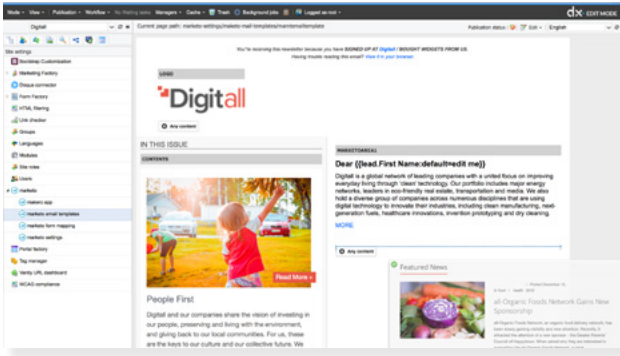 Mode View Publication Workflow No Waiting tasks Managers Cache Trash Background jobs Logged as root
dx EDIT MODE
Digitall
Current page path: marketo-settings/marketo-mail-templates/maintemailtemplate
Publication status: Edit English
Site settings
Bootstrap Customization
Marketing Factory
Disqus connector
Form Factory
HTML filtering
Link checker
Groups
Languages
Modules
Site roles
Users
marketo
makero app
marketo email templates
marketo form mapping
marketo settings
Portal factory
Tag manager
Vanity URL dashboard
WCAG compliance
You're receiving this newsletter because you have SIGNED UP AT Digitall / BOUGHT WIDGETS FROM US.
Having trouble reading this email? View it in your browser.
LOGO
Digitall
Any content
IN THIS ISSUE
CONTENTS
Read More >
People First
Digitall and our companies share the vision of investing in
our people, preserving and living with the environment,
and giving back to our local communities. For us, these
are the keys to our culture and our collective future. We
MARKETOAREA1
Dear {{lead.First Name:default=edit me}}
Digitall is a global network of leading companies with a united focus on improving
everyday living through 'clean' technology. Our portfolio includes major energy
networks, leaders in eco-friendly real estate, transportation and media. We also
hold a diverse group of companies across numerous disciplines that are using
digital technology to innovate their industries, including clean manufacturing, next-
generation fuels, healthcare innovations, invention prototyping and dry cleaning.
MORE
Any content
Featured News
all-Organic Foods Network Gains New
Sponsorship